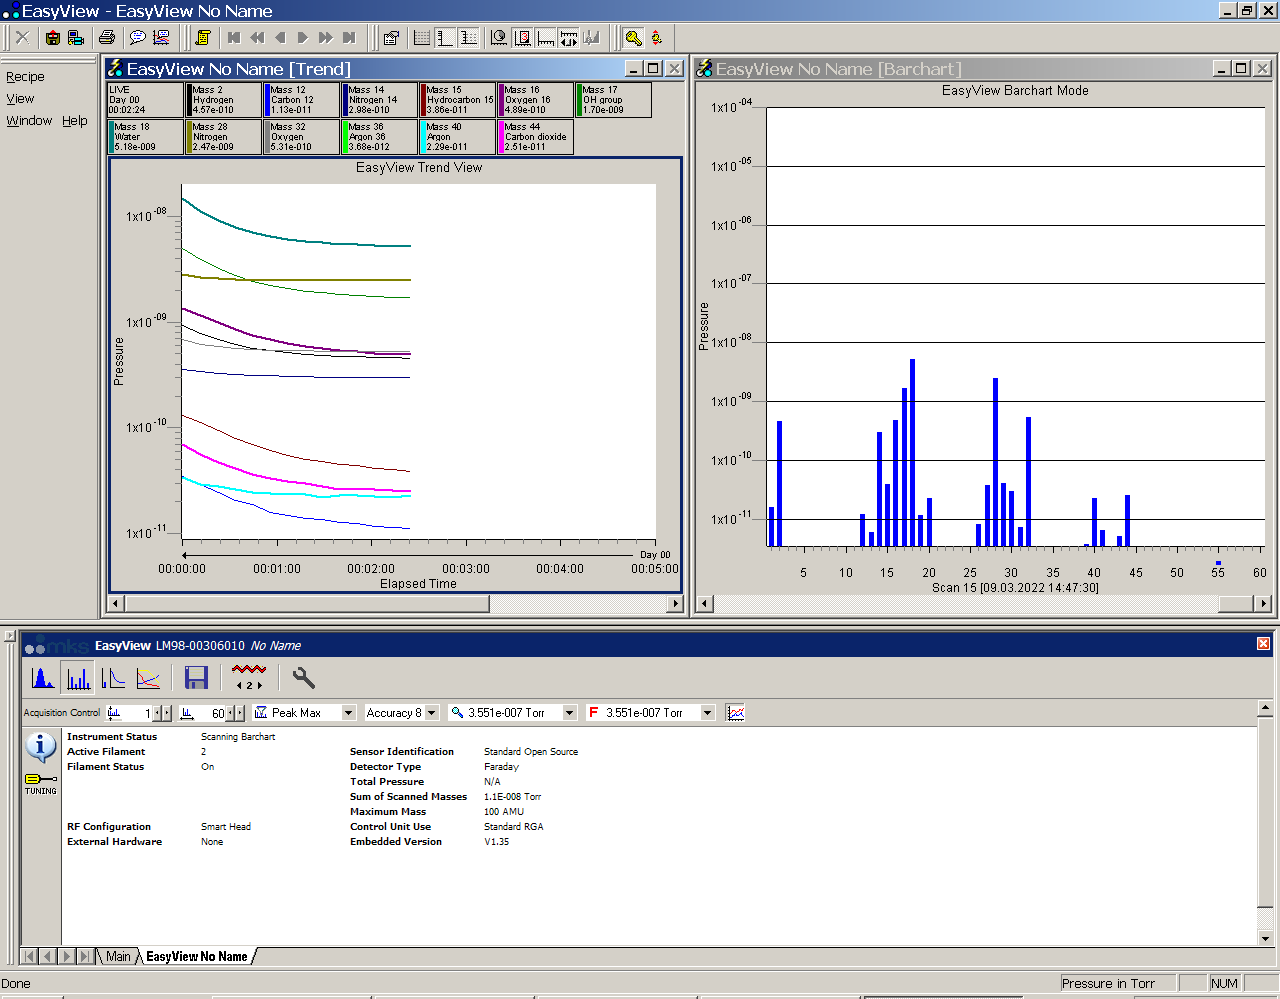 EasyView - EasyView No Name
Recipe
View
Window Help
EasyView No Name [Trend]
LIVE
Day 00
00:02:24
Mass 2
Hydrogen
4.57e-010
Mass 12
Carbon 12
1.13e-011
Mass 14
Nitrogen 14
2.98e-010
Mass 15
Hydrocarbon 15
3.86e-011
Mass 16
Oxygen 16
4.89e-010
Mass 17
OH group
1.70e-009
Mass 18
Water
5.18e-009
Mass 28
Nitrogen
2.47e-009
Mass 32
Oxygen
5.31e-010
Mass 36
Argon 36
3.68e-012
Mass 40
Argon
2.29e-011
Mass 44
Carbon dioxide
2.51e-011
EasyView Trend View
1x10 -08
1x10 -09
1x10 -10
1x10 -11
Pressure
Day 00
00:00:00 00:01:00 00:02:00 00:03:00 00:04:00 00:05:00
Elapsed Time
EasyView No Name [Barchart]
EasyView Barchart Mode
1x10 -04
1x10 -05
1x10 -06
1x10 -07
1x10 -08
1x10 -09
1x10 -10
1x10 -11
Pressure
5 10 15 20 25 30 35 40 45 50 55 60
Scan 15 [09.03.2022 14:47:30]
mks EasyView LM98-00306010 No Name
2
Acquisition Control 1 60 Peak Max Accuracy 8 3.551e-007 Torr F 3.551e-007 Torr
TUNING
Instrument Status Scanning Barchart
Active Filament 2 Sensor Identification Standard Open Source
Filament Status On Detector Type Faraday
Total Pressure N/A
Sum of Scanned Masses 1.1E-008 Torr
Maximum Mass 100 AMU
RF Configuration Smart Head Control Unit Use Standard RGA
External Hardware None Embedded Version V1.35
Main EasyView No Name
Done Pressure in Torr NUM